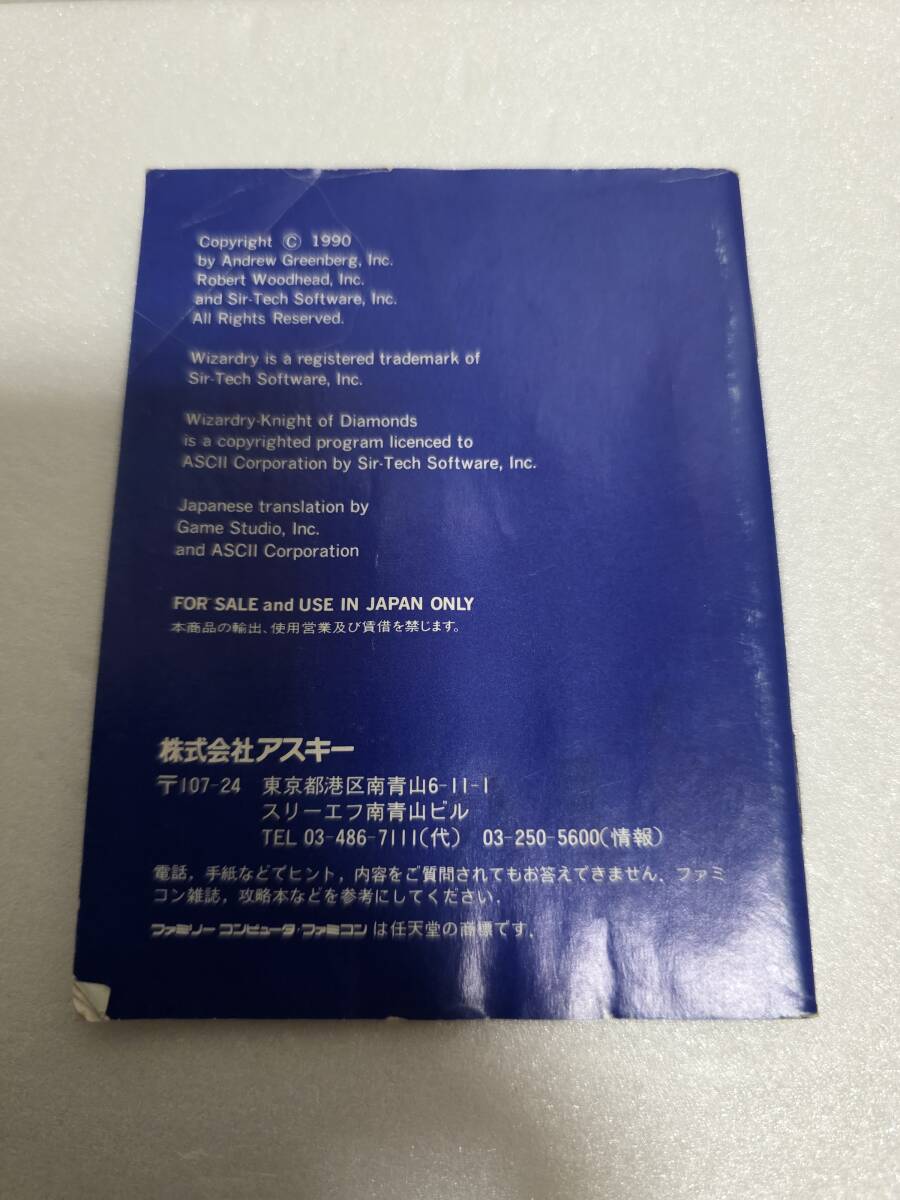 Copyright © 1990
by Andrew Greenberg, Inc.
Robert Woodhead, Inc.
and Sir-Tech Software, Inc.
All Rights Reserved.
Wizardry is a registered trademark of
Sir-Tech Software, Inc.
Wizardry-Knight of Diamonds
is a copyrighted program licenced to
ASCII Corporation by Sir-Tech Software, Inc.
Japanese translation by
Game Studio, Inc.
and ASCII Corporation
FOR SALE and USE IN JAPAN ONLY
本商品の輸出、使用営業及び賃借を禁じます。
株式会社アスキー
〒107-24 東京都港区南青山6-11-1
スリーエフ南青山ビル
TEL 03-486-7111(代) 03-250-5600(情報)
電話，手紙などでヒント，内容をご質問されてもお答えできません、ファミ
コン雑誌，攻略本などを参考にしてください．
ファミリーコンピュータ・ファミコンは任天堂の商標です．